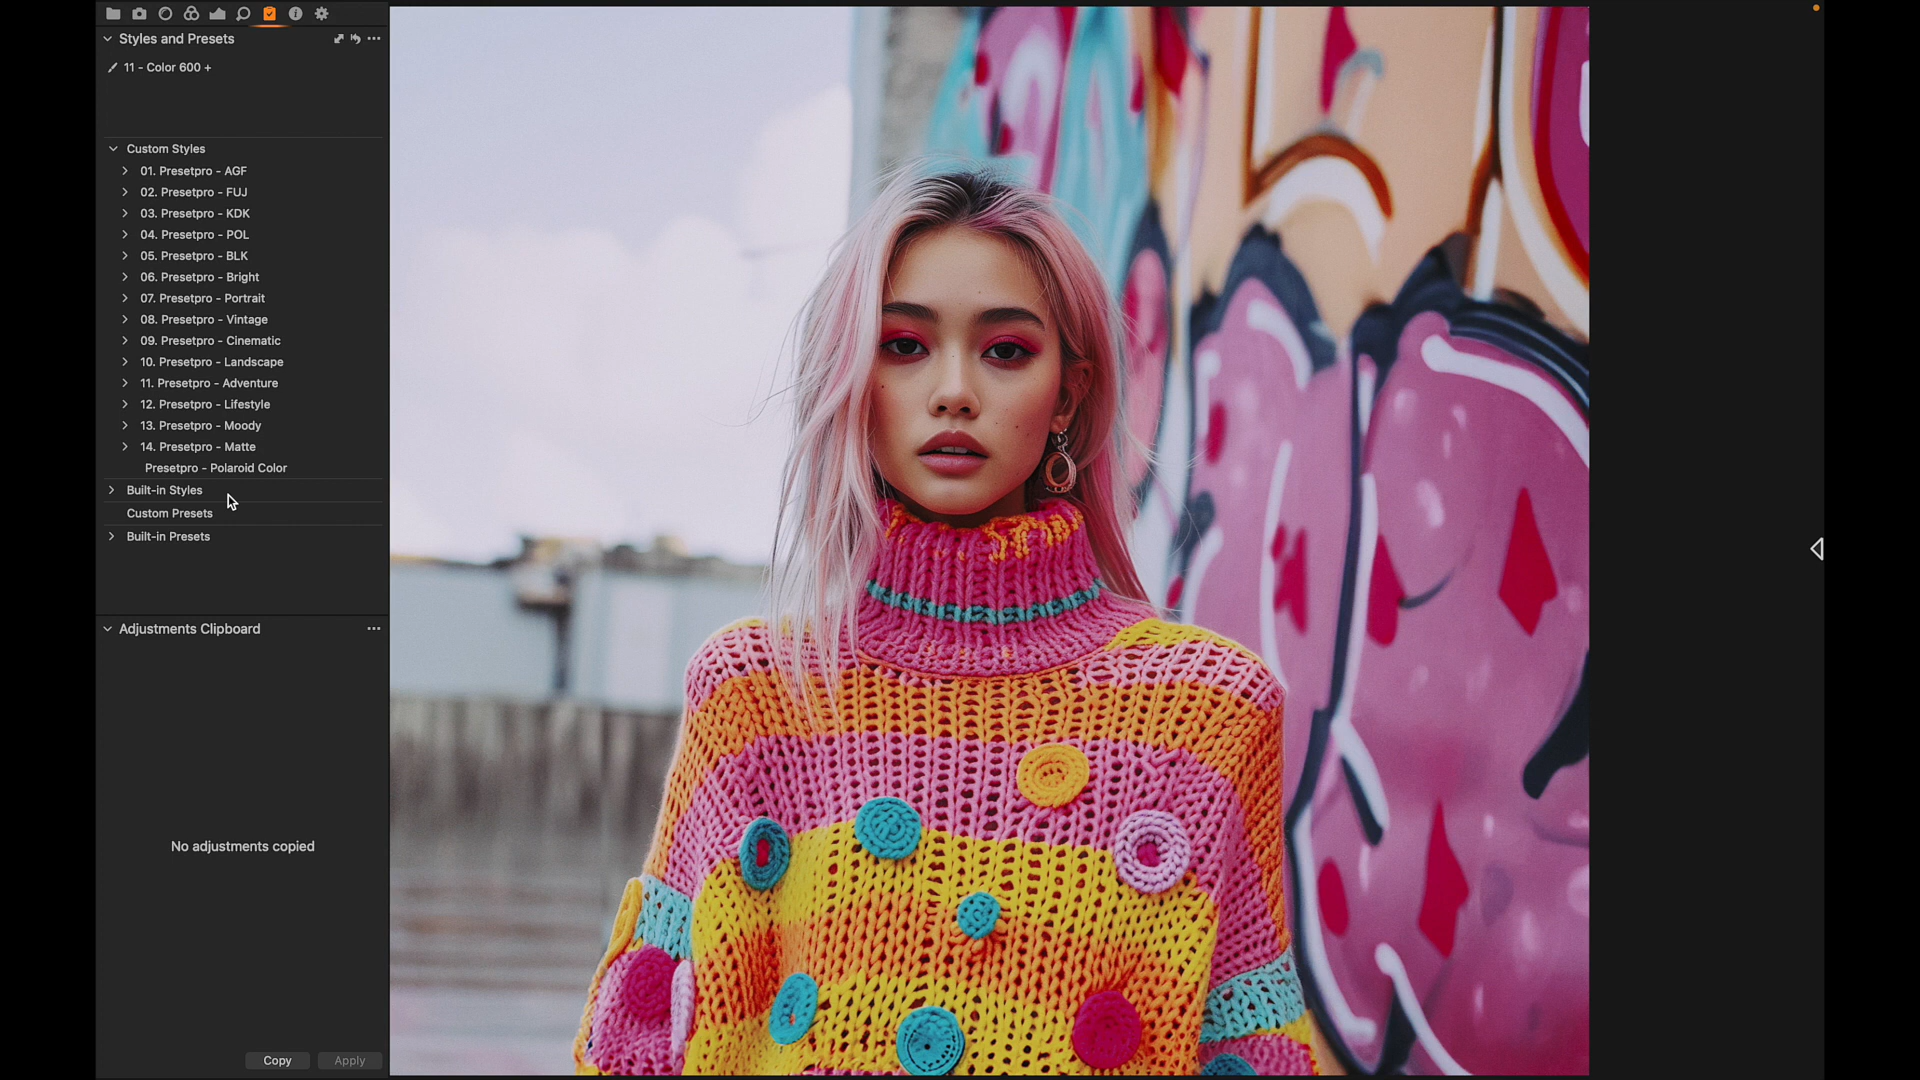 Styles and Presets
11 - Color 600 +
Custom Styles
01. Presetpro - AGF
02. Presetpro - FUJ
03. Presetpro - KDK
04. Presetpro - POL
05. Presetpro - BLK
06. Presetpro - Bright
07. Presetpro - Portrait
08. Presetpro - Vintage
09. Presetpro - Cinematic
10. Presetpro - Landscape
11. Presetpro - Adventure
12. Presetpro - Lifestyle
13. Presetpro - Moody
14. Presetpro - Matte
Presetpro - Polaroid Color
Built-in Styles
Custom Presets
Built-in Presets
Adjustments Clipboard
No adjustments copied
Copy Apply